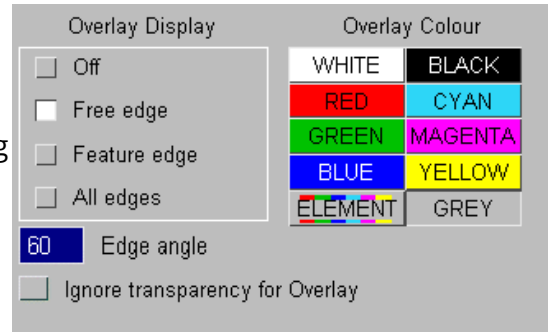 Overlay Display Overlay Colour
Off
Free edge
Feature edge
All edges
60 Edge angle
Ignore transparency for Overlay
WHITE BLACK
RED CYAN
GREEN MAGENTA
BLUE YELLOW
ELEMENT GREY
g